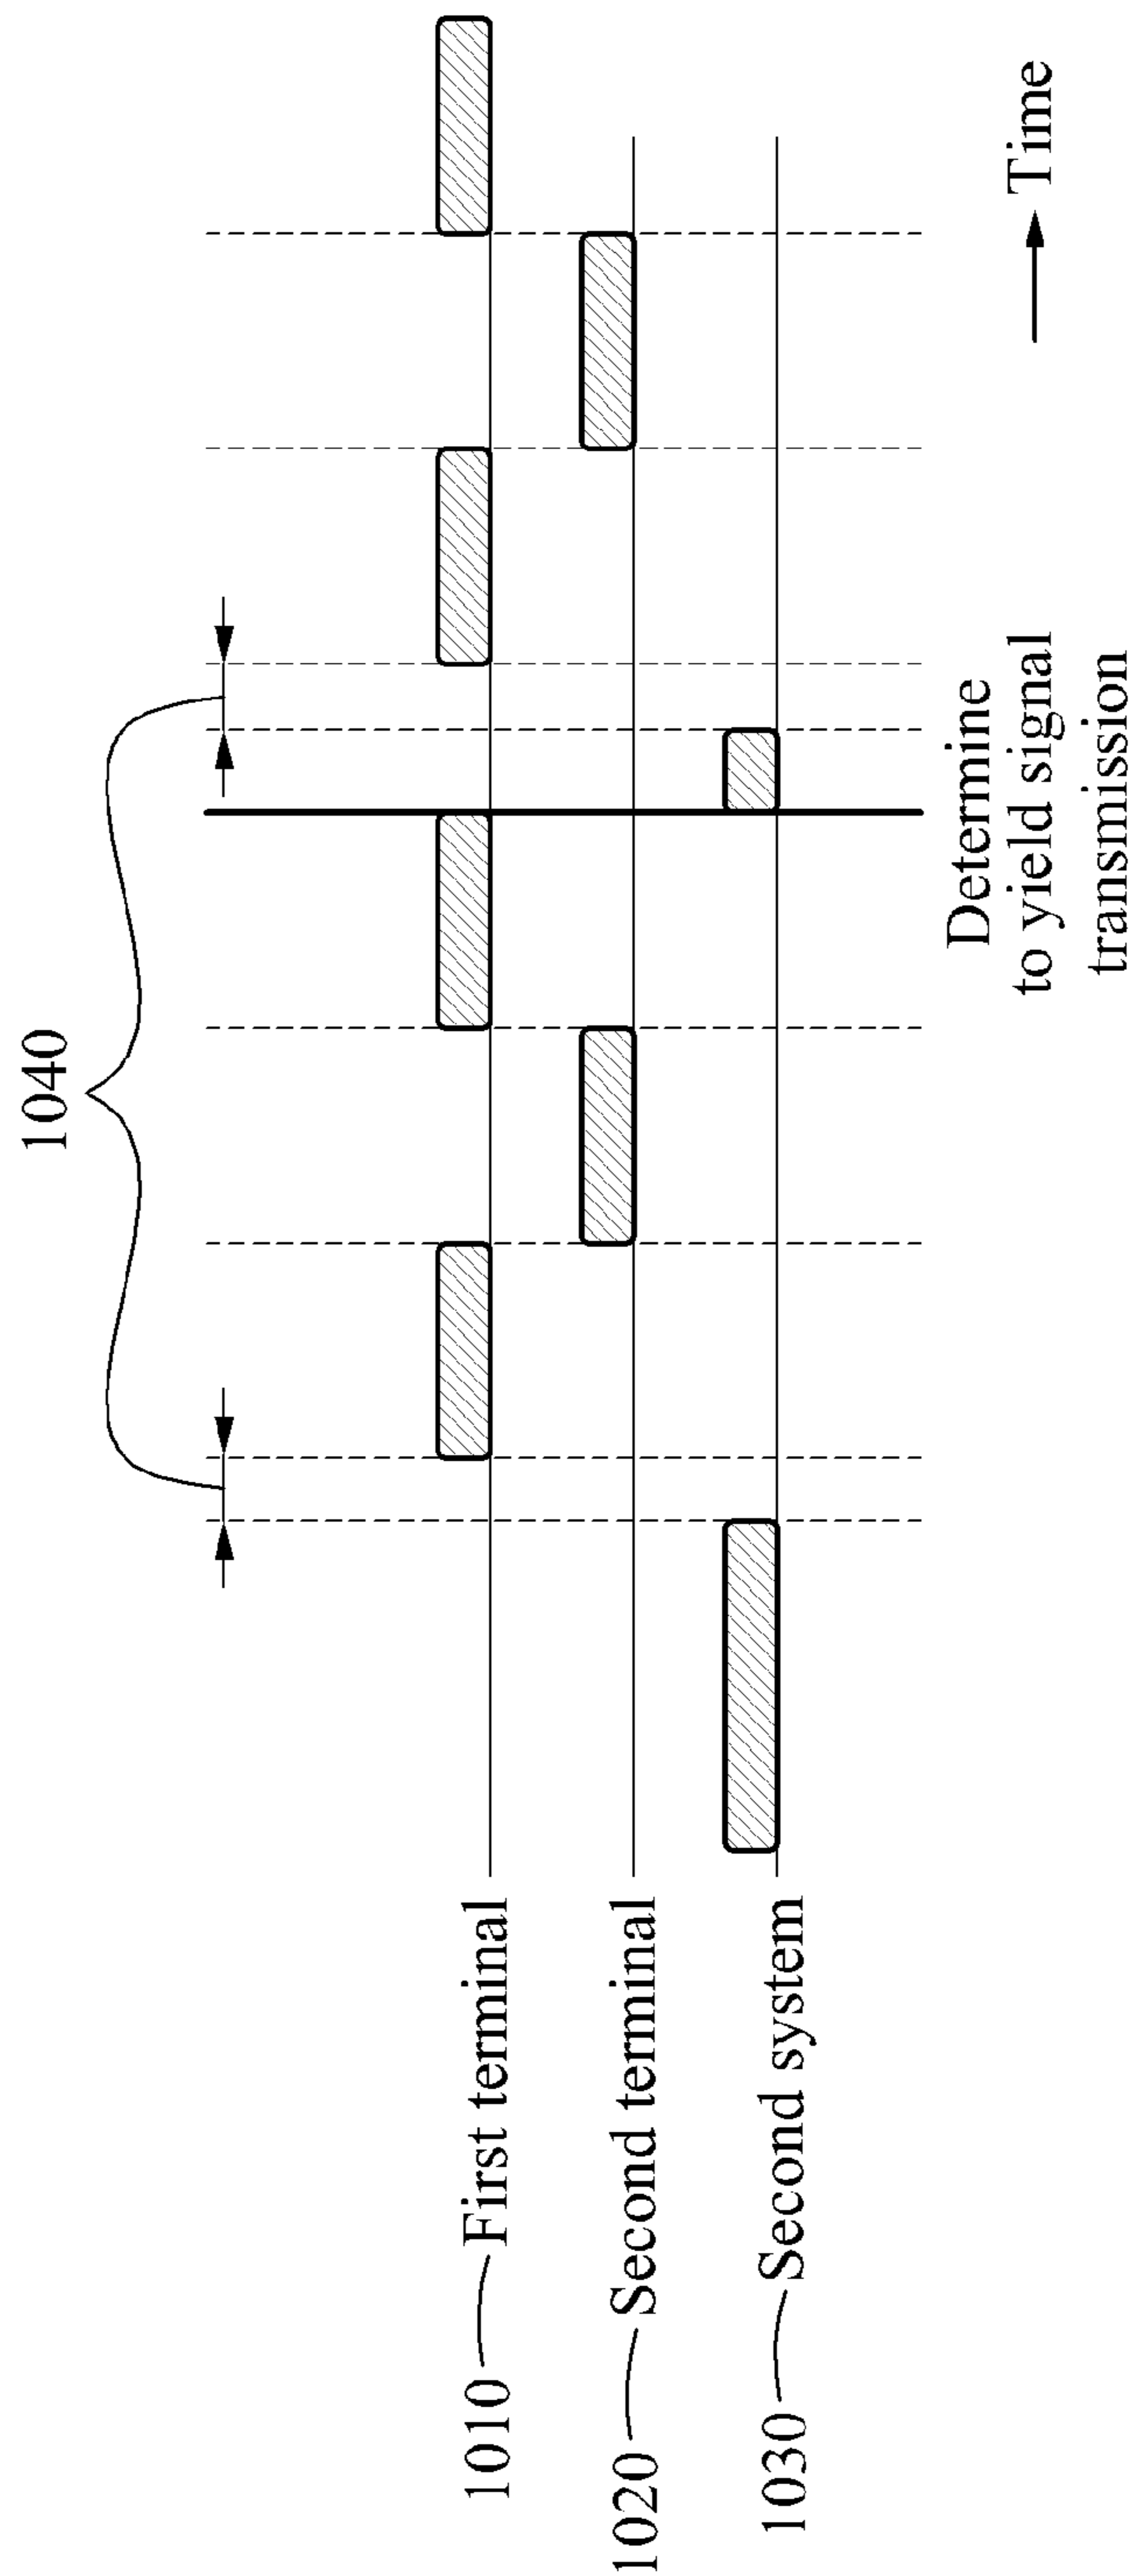 1040
1010 First terminal
1020 Second terminal
1030 Second system
Determine
to yield signal
transmission
Time